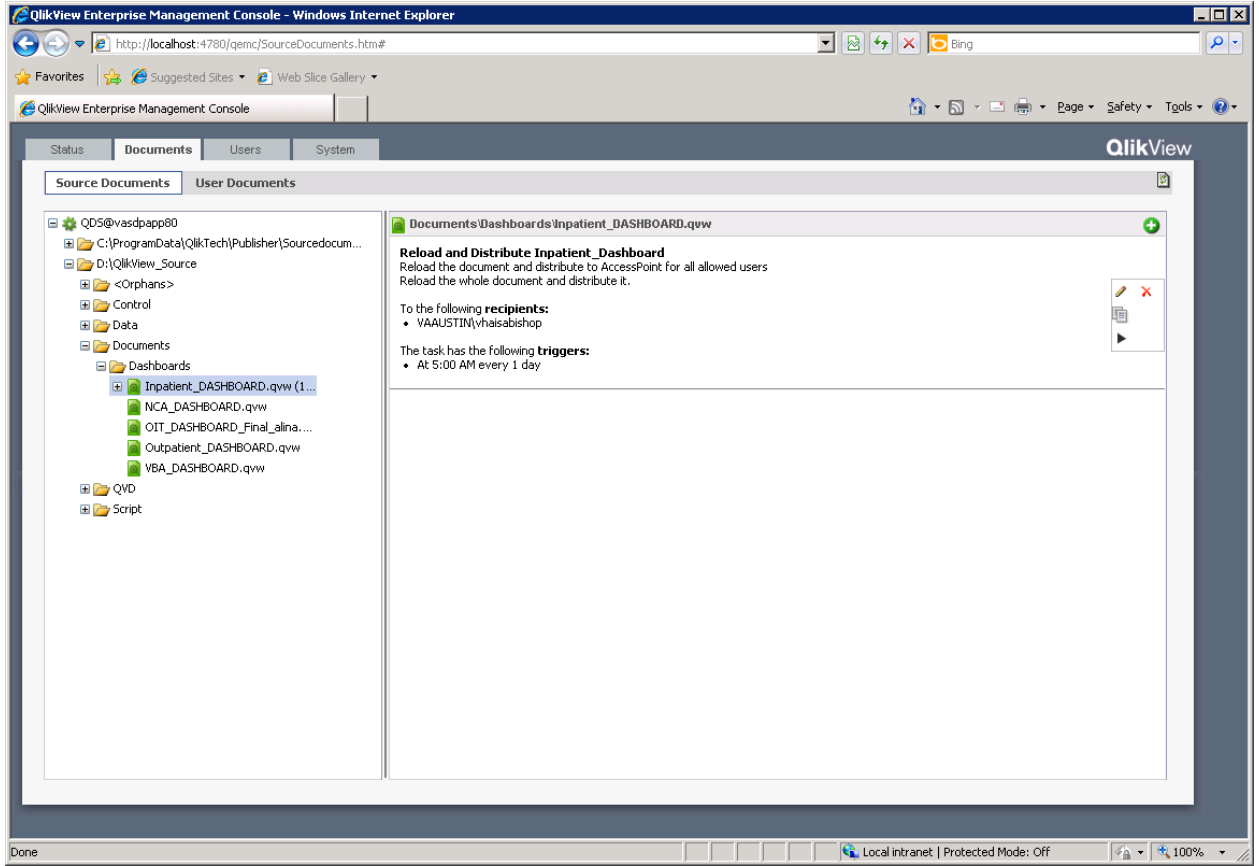 QlikView Enterprise Management Console - Windows Internet Explorer
http://localhost:4780/qemc/SourceDocuments.htm#
Bing
Favorites
Suggested Sites
Web Slice Gallery
QlikView Enterprise Management Console
Page
Safety
Tools
Status
Documents
Users
System
QlikView
Source Documents
User Documents
QDS@vasdpapp80
C:\ProgramData\QlikTech\Publisher\Sourcedocum...
D:\QlikView_Source
<Orphans>
Control
Data
Documents
Dashboards
Inpatient_DASHBOARD.qvw (1...
NCA_DASHBOARD.qvw
OIT_DASHBOARD_Final_alina....
Outpatient_DASHBOARD.qvw
VBA_DASHBOARD.qvw
QVD
Script
Documents\Dashboards\Inpatient_DASHBOARD.qvw
Reload and Distribute Inpatient_Dashboard
Reload the document and distribute to AccessPoint for all allowed users
Reload the whole document and distribute it.
To the following recipients:
• VAAUSTIN\vhaisabishop
The task has the following triggers:
• At 5:00 AM every 1 day
Done
Local intranet | Protected Mode: Off
100%